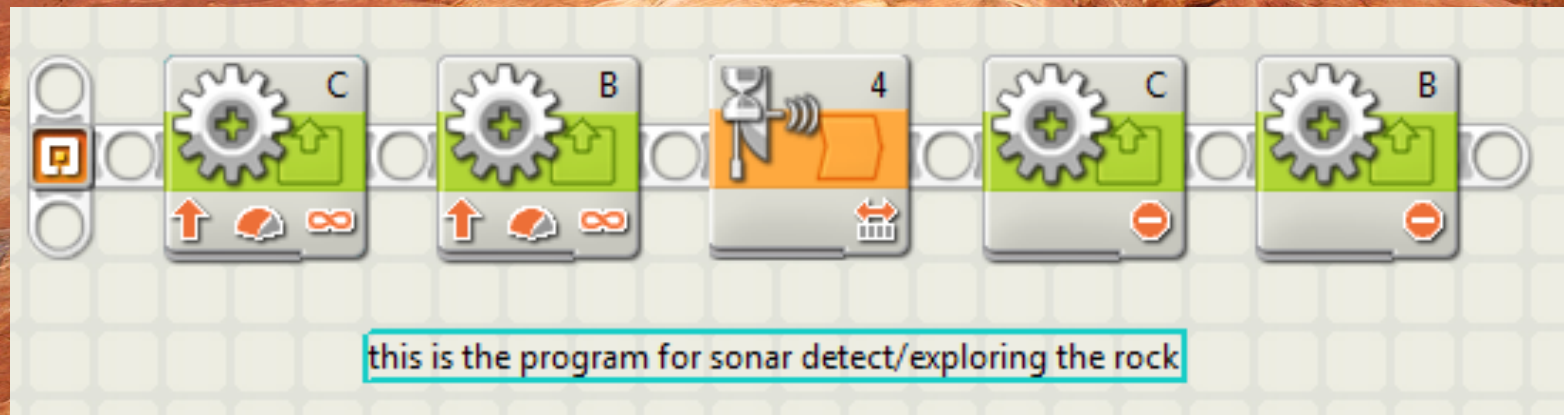 C B 4 C B
this is the program for sonar detect/exploring the rock